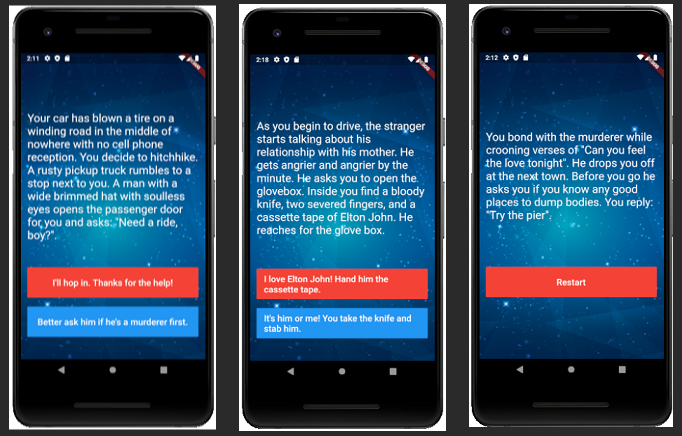 2:11
Your car has blown a tire on a
winding road in the middle of
nowhere with no cell phone
reception. You decide to hitchhike.
A rusty pickup truck rumbles to a
stop next to you. A man with a
wide brimmed hat with soulless
eyes opens the passenger door
for you and asks: "Need a ride,
boy?".
I'll hop in. Thanks for the help!
Better ask him if he's a murderer first.
2:18
As you begin to drive, the stranger
starts talking about his
relationship with his mother. He
gets angrier and angrier by the
minute. He asks you to open the
glovebox. Inside you find a bloody
knife, two severed fingers, and a
cassette tape of Elton John. He
reaches for the glove box.
I love Elton John! Hand him the
cassette tape.
It's him or me! You take the knife and
stab him.
2:12
You bond with the murderer while
crooning verses of "Can you feel
the love tonight". He drops you off
at the next town. Before you go he
asks you if you know any good
places to dump bodies. You reply:
"Try the pier".
Restart